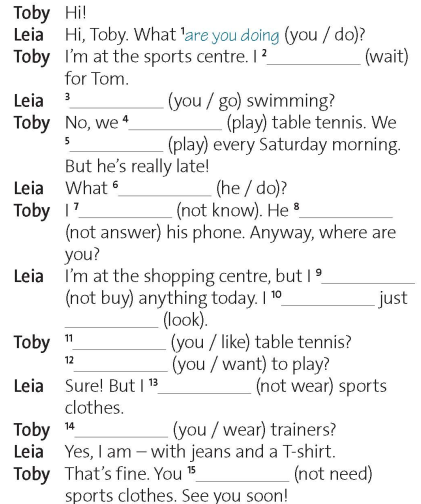 Toby Hi!
Leia Hi, Toby. What ¹are you doing (you / do)?
Toby I'm at the sports centre. I ²__________ (wait)
for Tom.
Leia ³__________ (you / go) swimming?
Toby No, we ⁴__________ (play) table tennis. We
⁵__________ (play) every Saturday morning.
But he's really late!
Leia What ⁶__________ (he / do)?
Toby I ⁷__________ (not know). He ⁸__________
(not answer) his phone. Anyway, where are
you?
Leia I'm at the shopping centre, but I ⁹__________
(not buy) anything today. I ¹⁰__________ just
__________ (look).
Toby ¹¹__________ (you / like) table tennis?
¹²__________ (you / want) to play?
Leia Sure! But I ¹³__________ (not wear) sports
clothes.
Toby ¹⁴__________ (you / wear) trainers?
Leia Yes, I am – with jeans and a T-shirt.
Toby That's fine. You ¹⁵__________ (not need)
sports clothes. See you soon!